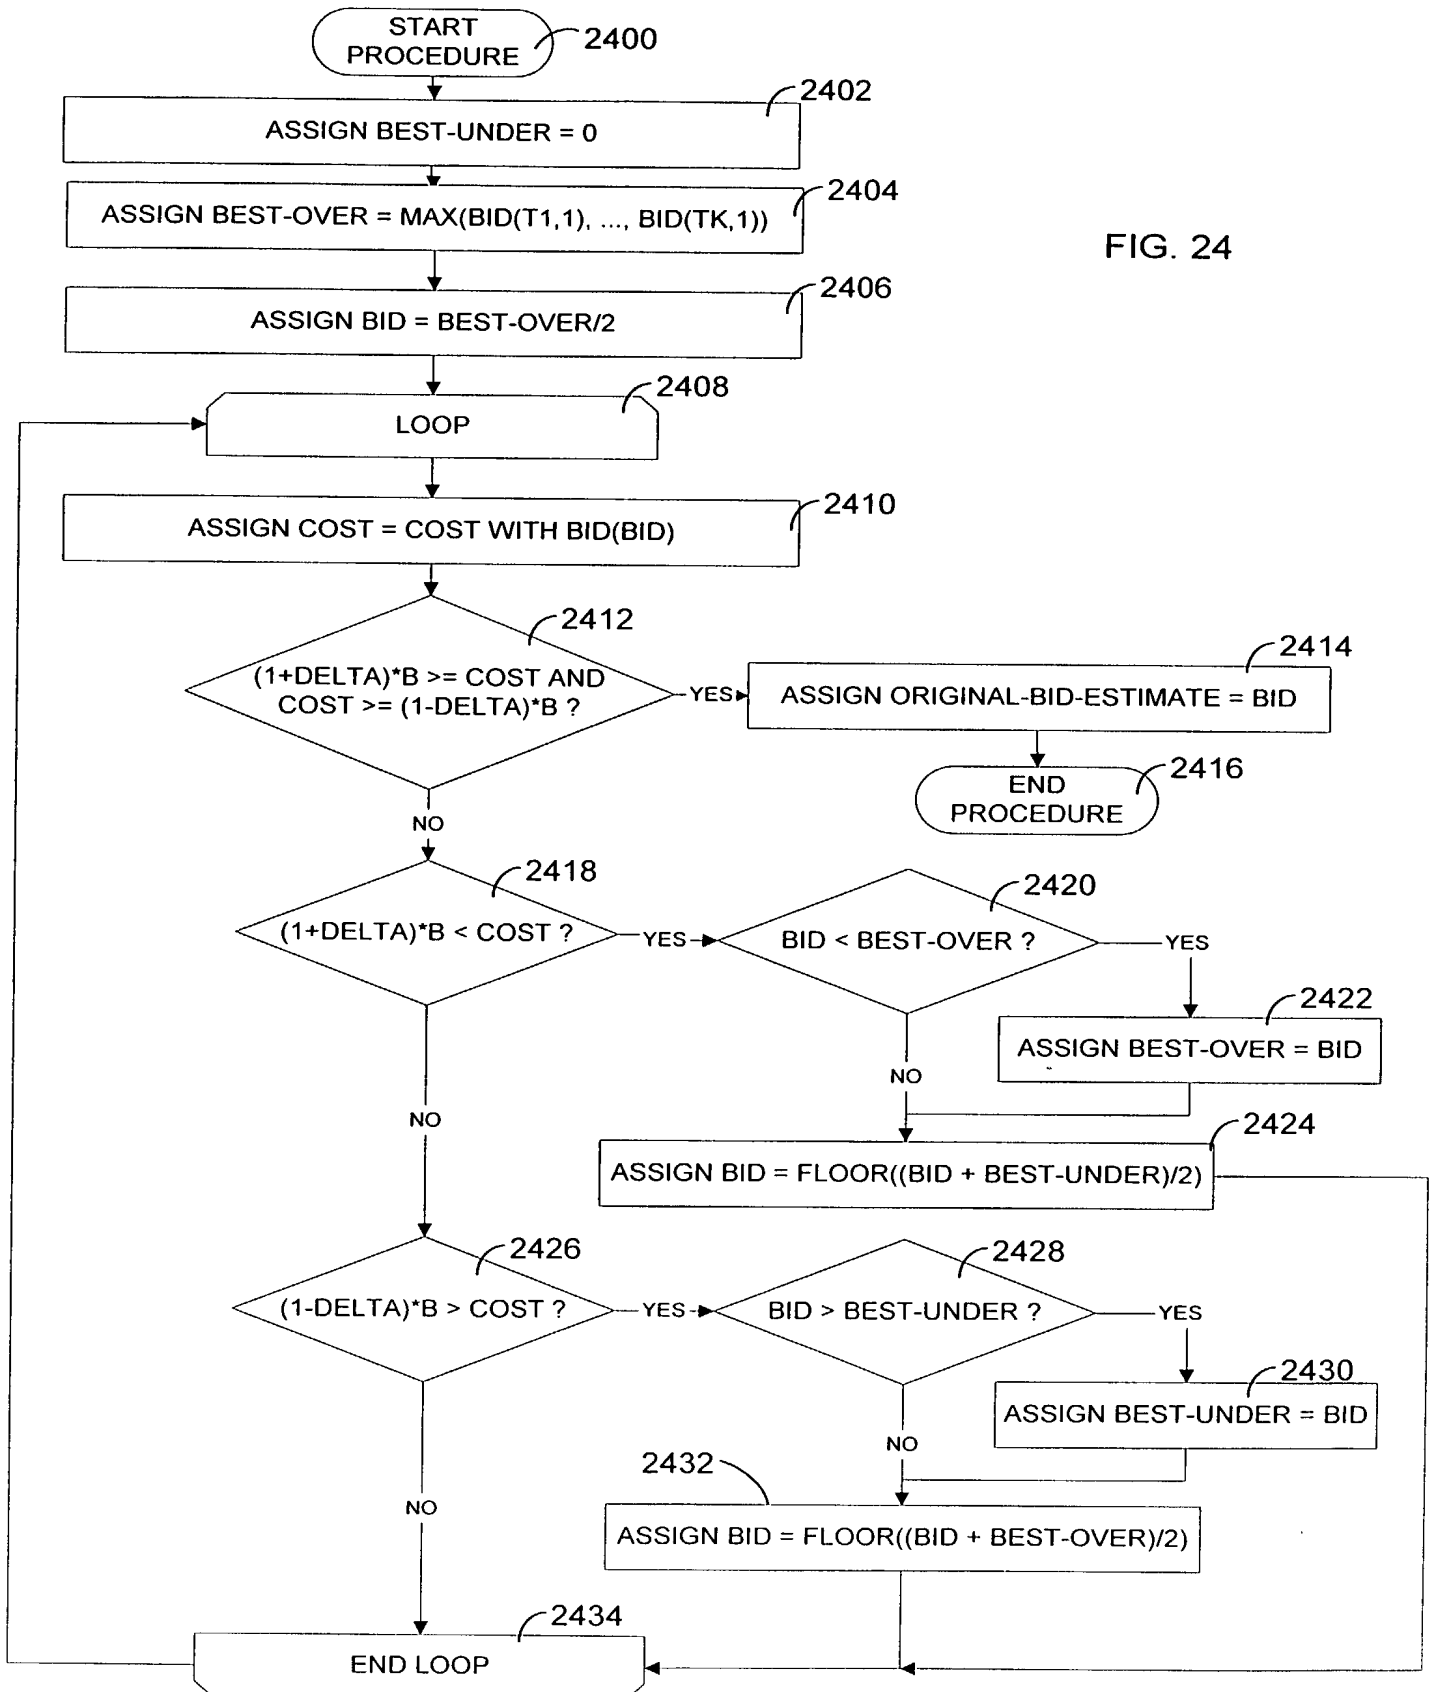 START
PROCEDURE
2400
2402
ASSIGN BEST-UNDER = 0
2404
ASSIGN BEST-OVER = MAX(BID(T1,1), ..., BID(TK,1))
FIG. 24
2406
ASSIGN BID = BEST-OVER/2
2408
LOOP
2410
ASSIGN COST = COST WITH BID(BID)
2412
(1+DELTA)*B >= COST AND
COST >= (1-DELTA)*B ?
YES
2414
ASSIGN ORIGINAL-BID-ESTIMATE = BID
2416
END
PROCEDURE
NO
2418
(1+DELTA)*B < COST ?
YES
2420
BID < BEST-OVER ?
YES
2422
ASSIGN BEST-OVER = BID
NO
NO
2424
ASSIGN BID = FLOOR((BID + BEST-UNDER)/2)
2426
(1-DELTA)*B > COST ?
YES
2428
BID > BEST-UNDER ?
YES
2430
ASSIGN BEST-UNDER = BID
NO
2432
NO
ASSIGN BID = FLOOR((BID + BEST-OVER)/2)
2434
END LOOP